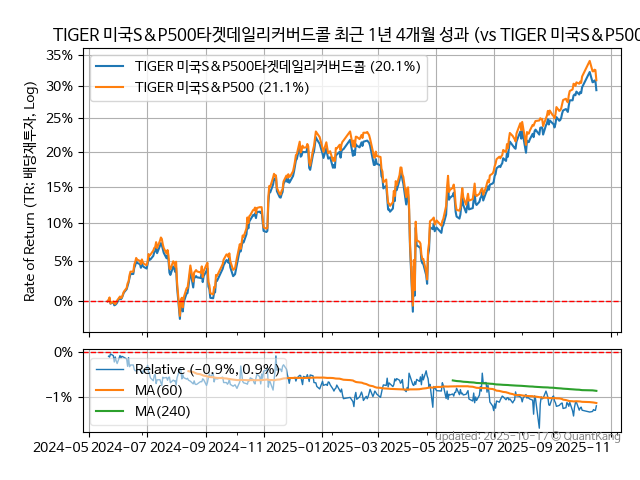 TIGER 미국S&P500타겟데일리커버드콜 최근 1년 4개월 성과 (vs TIGER 미국S&P500
35%
30%
25%
20%
15%
10%
5%
0%
Rate of Return (TR: 배당재투자, Log)
TIGER 미국S&P500타겟데일리커버드콜 (20.1%)
TIGER 미국S&P500 (21.1%)
0%
−1%
Relative (−0.9%, 0.9%)
MA(60)
MA(240)
updated: 2025-10-17 © QuantKang
2024-05 2024-07 2024-09 2024-11 2025-01 2025-03 2025-05 2025-07 2025-09 2025-11